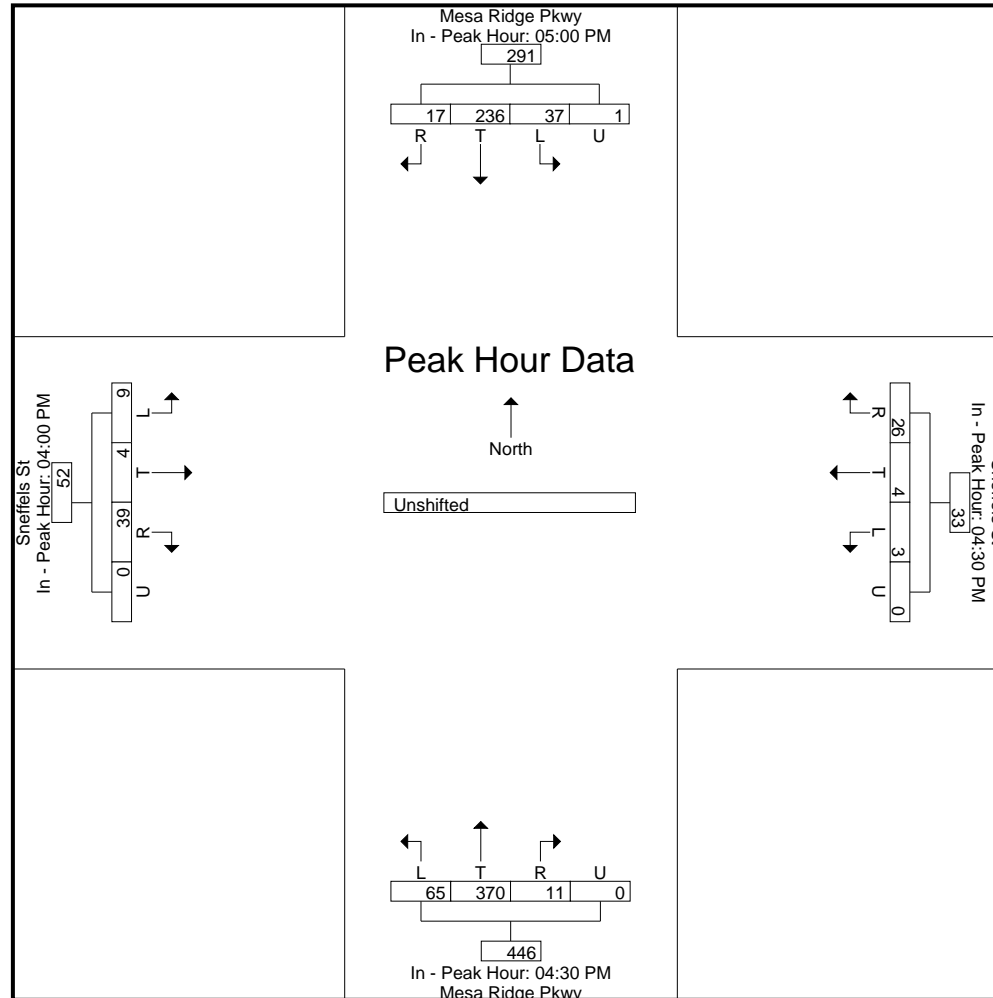 Mesa Ridge Pkwy
In - Peak Hour: 05:00 PM
291
17 236 37 1
R T L U
Peak Hour Data
North
Unshifted
Sneffels St
In - Peak Hour: 04:00 PM
52
9 4 39 0
L T R U
In - Peak Hour: 04:30 PM
33
26 4 3 0
R T L U
L T R U
65 370 11 0
446
In - Peak Hour: 04:30 PM
Mesa Ridge Pkwy